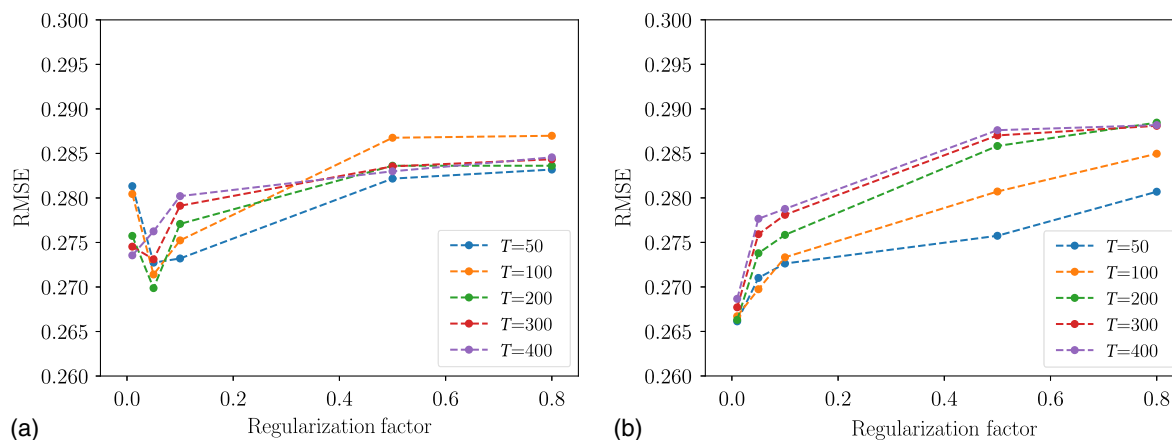 0.300
0.295
0.290
0.285
0.280
0.275
0.270
0.265
0.260
RMSE
0.0 0.2 0.4 0.6 0.8
Regularization factor
T=50
T=100
T=200
T=300
T=400
(a)
0.300
0.295
0.290
0.285
0.280
0.275
0.270
0.265
0.260
RMSE
0.0 0.2 0.4 0.6 0.8
Regularization factor
T=50
T=100
T=200
T=300
T=400
(b)